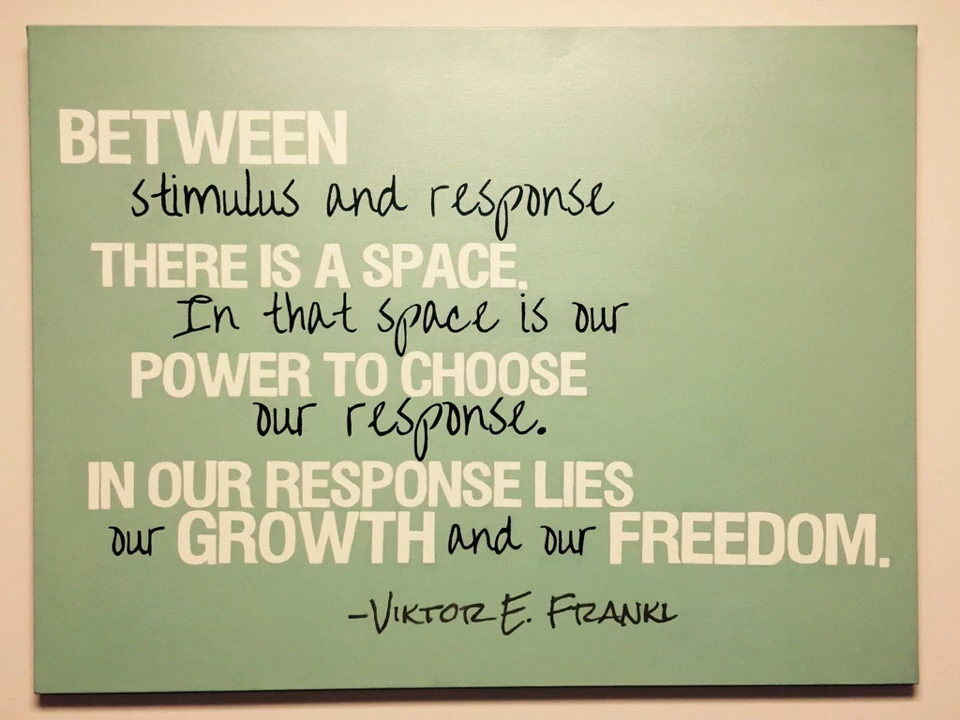 BETWEEN
stimulus and response
THERE IS A SPACE.
In that space is our
POWER TO CHOOSE
our response.
IN OUR RESPONSE LIES
our GROWTH and our FREEDOM.
-VIKTOR E. FRANKL